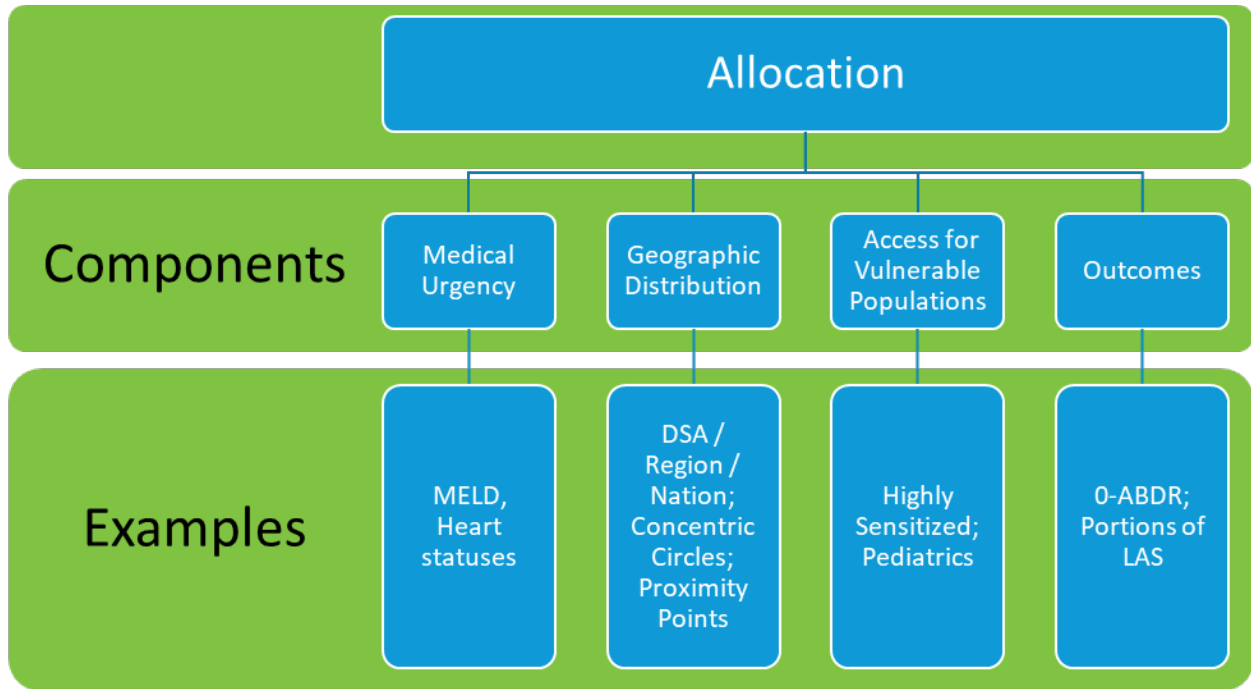 Allocation
Components
Medical
Urgency
Geographic
Distribution
Access for
Vulnerable
Populations
Outcomes
Examples
MELD,
Heart
statuses
DSA /
Region /
Nation;
Concentric
Circles;
Proximity
Points
Highly
Sensitized;
Pediatrics
0-ABDR;
Portions of
LAS